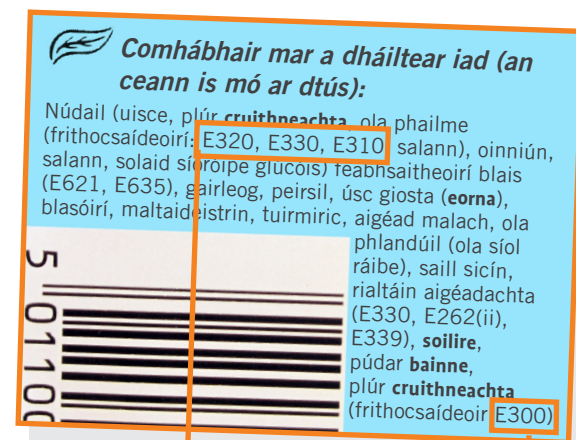 Comhábhair mar a dháiltear iad (an
ceann is mó ar dtús):
Núdail (uisce, plúr cruithneachta, ola phailme
(frithocsaídeoirí: E320, E330, E310, salann), oinniún,
salann, solaid síoróipe glúcóis) feabhsaitheoirí blais
(E621, E635), gairleog, peirsil, úsc giosta (eorna),
blasóirí, maltaideistrin, tuirmiric, aigéad malach, ola
phlandúil (ola síol
ráibe), saill sicín,
rialtáin aigéadachta
(E330, E262(ii),
E339), soilire,
púdar bainne,
plúr cruithneachta
(frithocsaídeoir E300)
5 01100